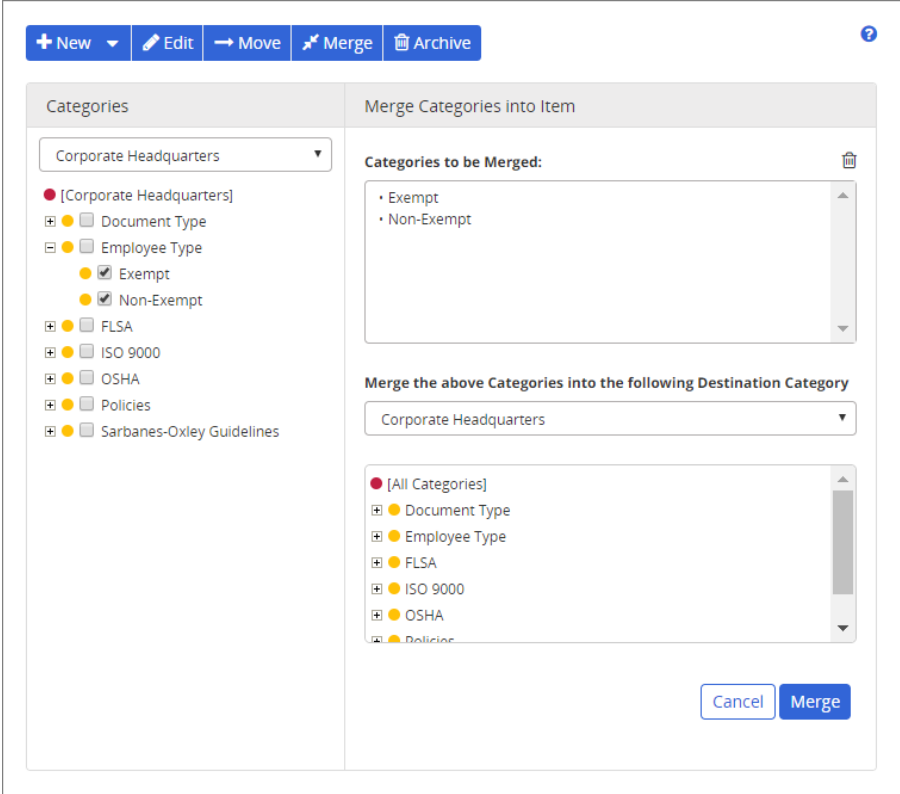 New Edit Move Merge Archive
Categories
Corporate Headquarters
[Corporate Headquarters]
Document Type
Employee Type
Exempt
Non-Exempt
FLSA
ISO 9000
OSHA
Policies
Sarbanes-Oxley Guidelines
Merge Categories into Item
Categories to be Merged:
• Exempt
• Non-Exempt
Merge the above Categories into the following Destination Category
Corporate Headquarters
[All Categories]
Document Type
Employee Type
FLSA
ISO 9000
OSHA
Policies
Cancel Merge